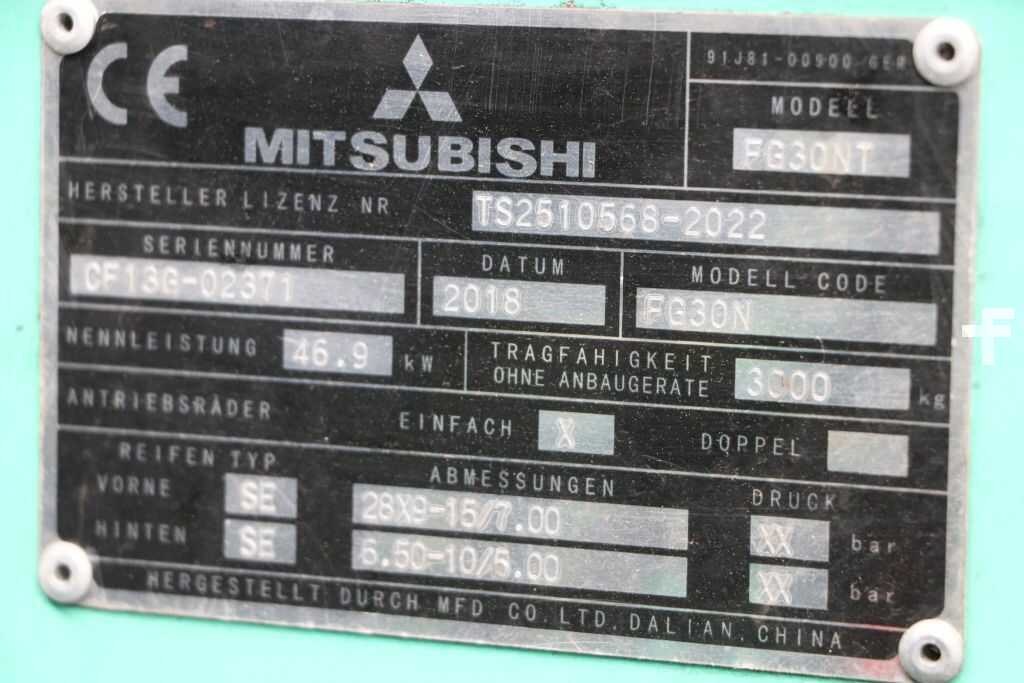 CE
MITSUBISHI
91J81-00900 GER
MODELL
FG30NT
HERSTELLER LIZENZ NR TS2510568-2022
SERIENNUMMER
CF13G-02371
DATUM
2018
MODELL CODE
FG30N
NENNLEISTUNG 46.9 kW
TRAGFÄHIGKEIT
OHNE ANBAUGERÄTE 3000 kg
ANTRIEBSRÄDER EINFACH X DOPPEL
REIFEN TYP ABMESSUNGEN DRUCK
VORNE SE 28X9-15/7.00 XX bar
HINTEN SE 6.50-10/5.00 XX bar
HERGESTELLT DURCH MFD CO.LTD.DALIAN.CHINA